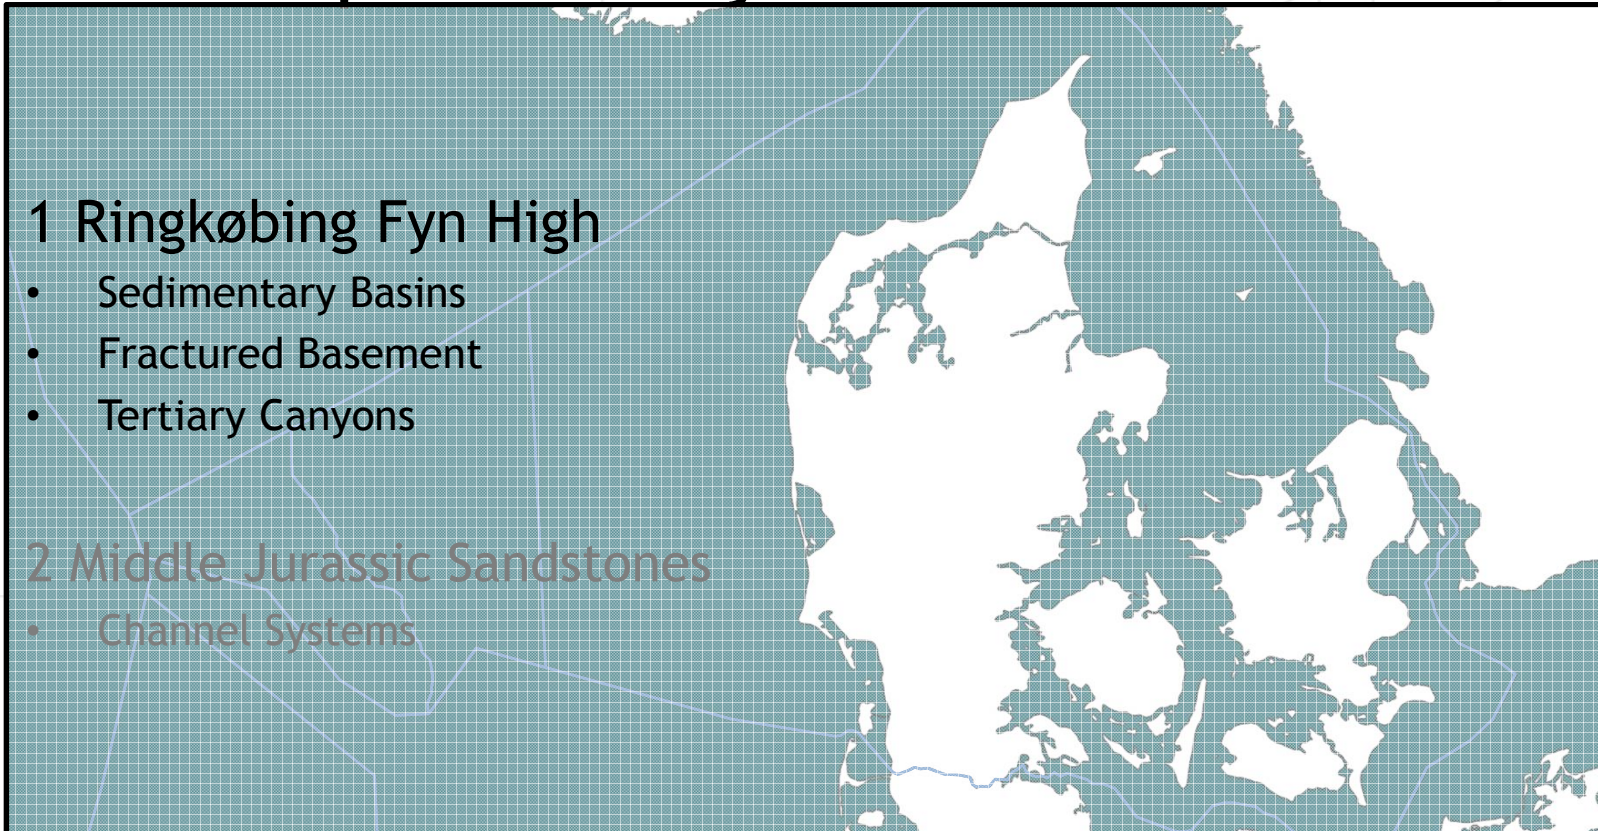 1 Ringkøbing Fyn High
• Sedimentary Basins
• Fractured Basement
• Tertiary Canyons
2 Middle Jurassic Sandstones
• Channel Systems